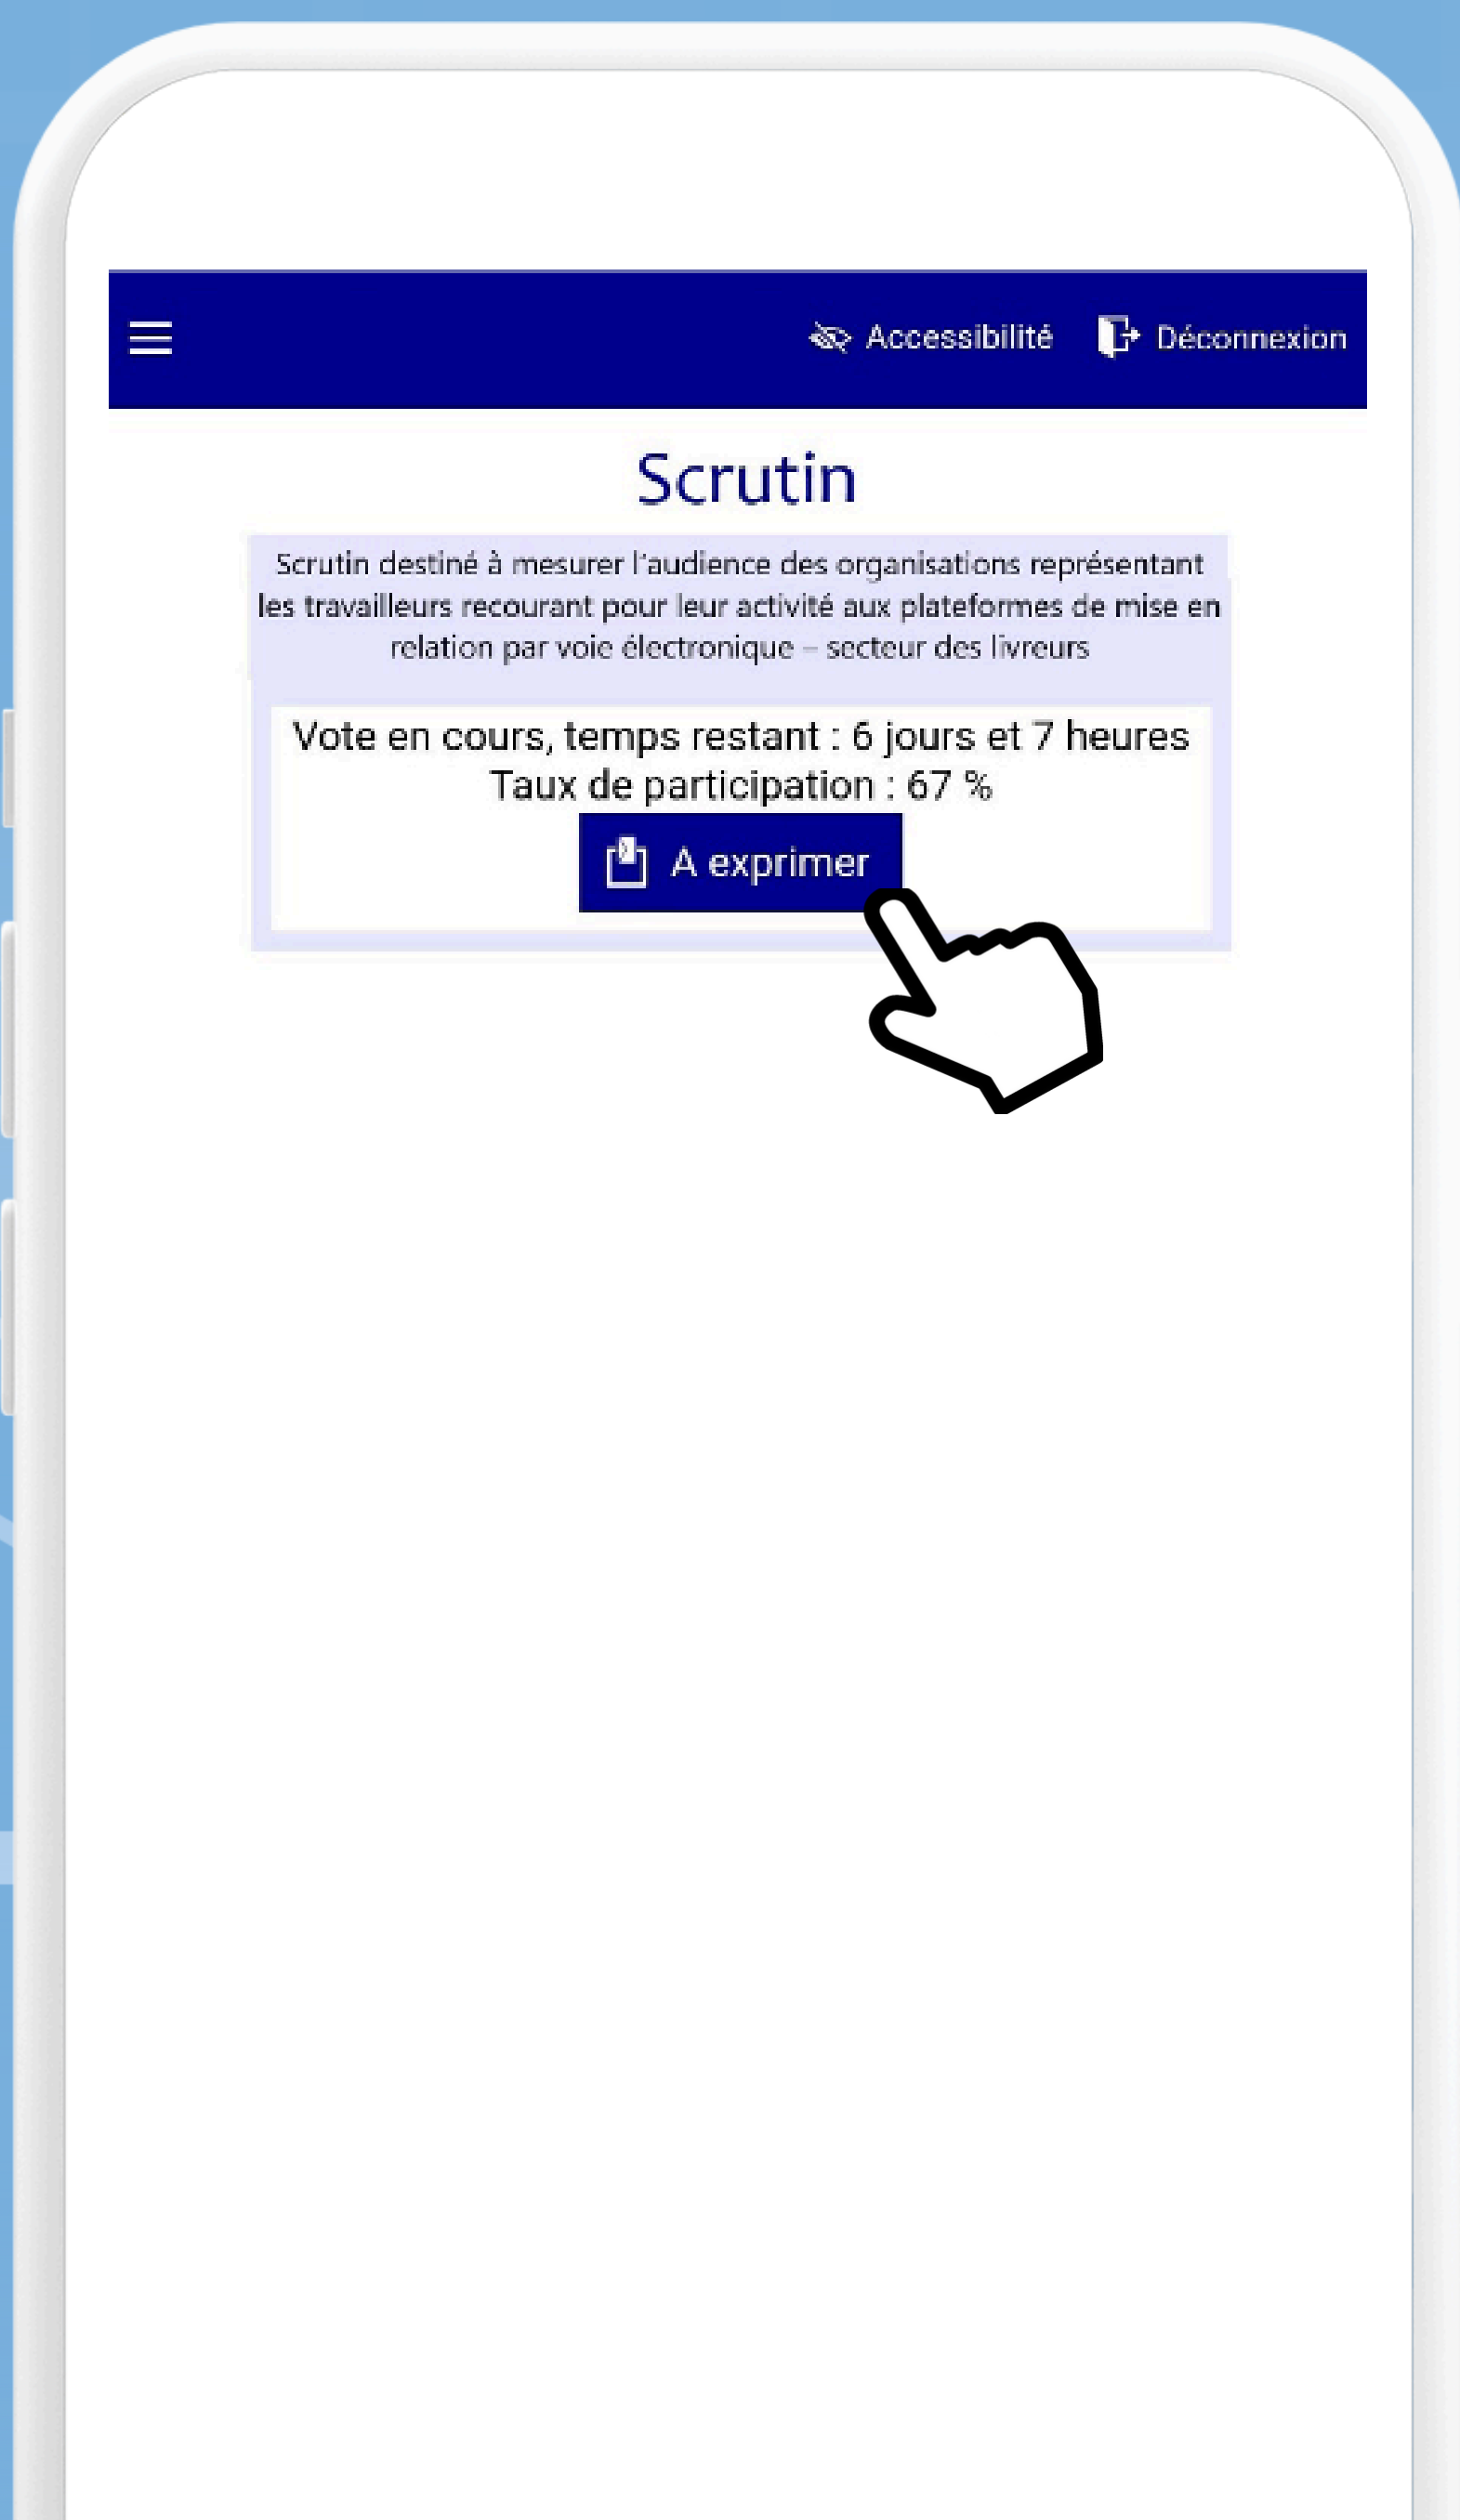 Accessibilité Déconnexion
Scrutin
Scrutin destiné à mesurer l'audience des organisations représentant
les travailleurs recourant pour leur activité aux plateformes de mise en
relation par voie électronique – secteur des livreurs
Vote en cours, temps restant : 6 jours et 7 heures
Taux de participation : 67 %
A exprimer